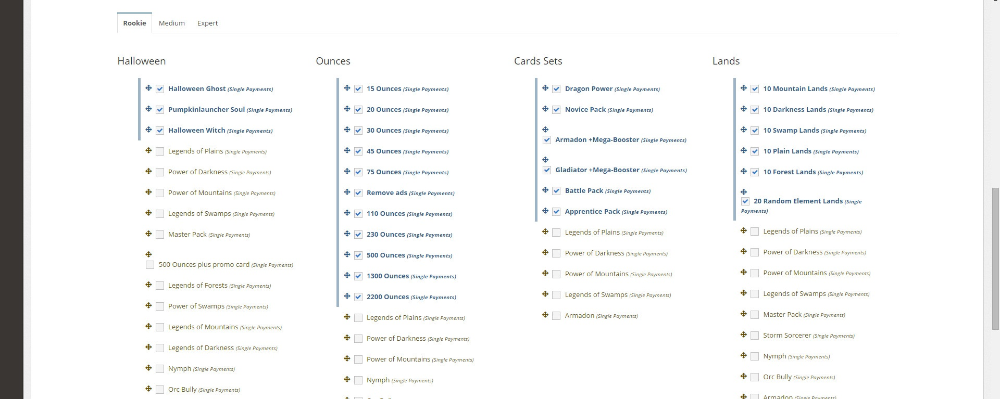 Rookie Medium Expert
Halloween
Halloween Ghost (Single Payments)
Pumpkinlauncher Soul (Single Payments)
Halloween Witch (Single Payments)
Legends of Plains (Single Payments)
Power of Darkness (Single Payments)
Power of Mountains (Single Payments)
Legends of Swamps (Single Payments)
Master Pack (Single Payments)
500 Ounces plus promo card (Single Payments)
Legends of Forests (Single Payments)
Power of Swamps (Single Payments)
Legends of Mountains (Single Payments)
Legends of Darkness (Single Payments)
Nymph (Single Payments)
Orc Bully (Single Payments)
Ounces
15 Ounces (Single Payments)
20 Ounces (Single Payments)
30 Ounces (Single Payments)
45 Ounces (Single Payments)
75 Ounces (Single Payments)
Remove ads (Single Payments)
110 Ounces (Single Payments)
230 Ounces (Single Payments)
500 Ounces (Single Payments)
1300 Ounces (Single Payments)
2200 Ounces (Single Payments)
Legends of Plains (Single Payments)
Power of Darkness (Single Payments)
Power of Mountains (Single Payments)
Nymph (Single Payments)
Cards Sets
Dragon Power (Single Payments)
Novice Pack (Single Payments)
Armadon +Mega-Booster (Single Payments)
Gladiator +Mega-Booster (Single Payments)
Battle Pack (Single Payments)
Apprentice Pack (Single Payments)
Legends of Plains (Single Payments)
Power of Darkness (Single Payments)
Power of Mountains (Single Payments)
Legends of Swamps (Single Payments)
Armadon (Single Payments)
Lands
10 Mountain Lands (Single Payments)
10 Darkness Lands (Single Payments)
10 Swamp Lands (Single Payments)
10 Plain Lands (Single Payments)
10 Forest Lands (Single Payments)
20 Random Element Lands (Single
Payments)
Legends of Plains (Single Payments)
Power of Darkness (Single Payments)
Power of Mountains (Single Payments)
Legends of Swamps (Single Payments)
Master Pack (Single Payments)
Storm Sorcerer (Single Payments)
Nymph (Single Payments)
Orc Bully (Single Payments)
Armadon (Single Payments)